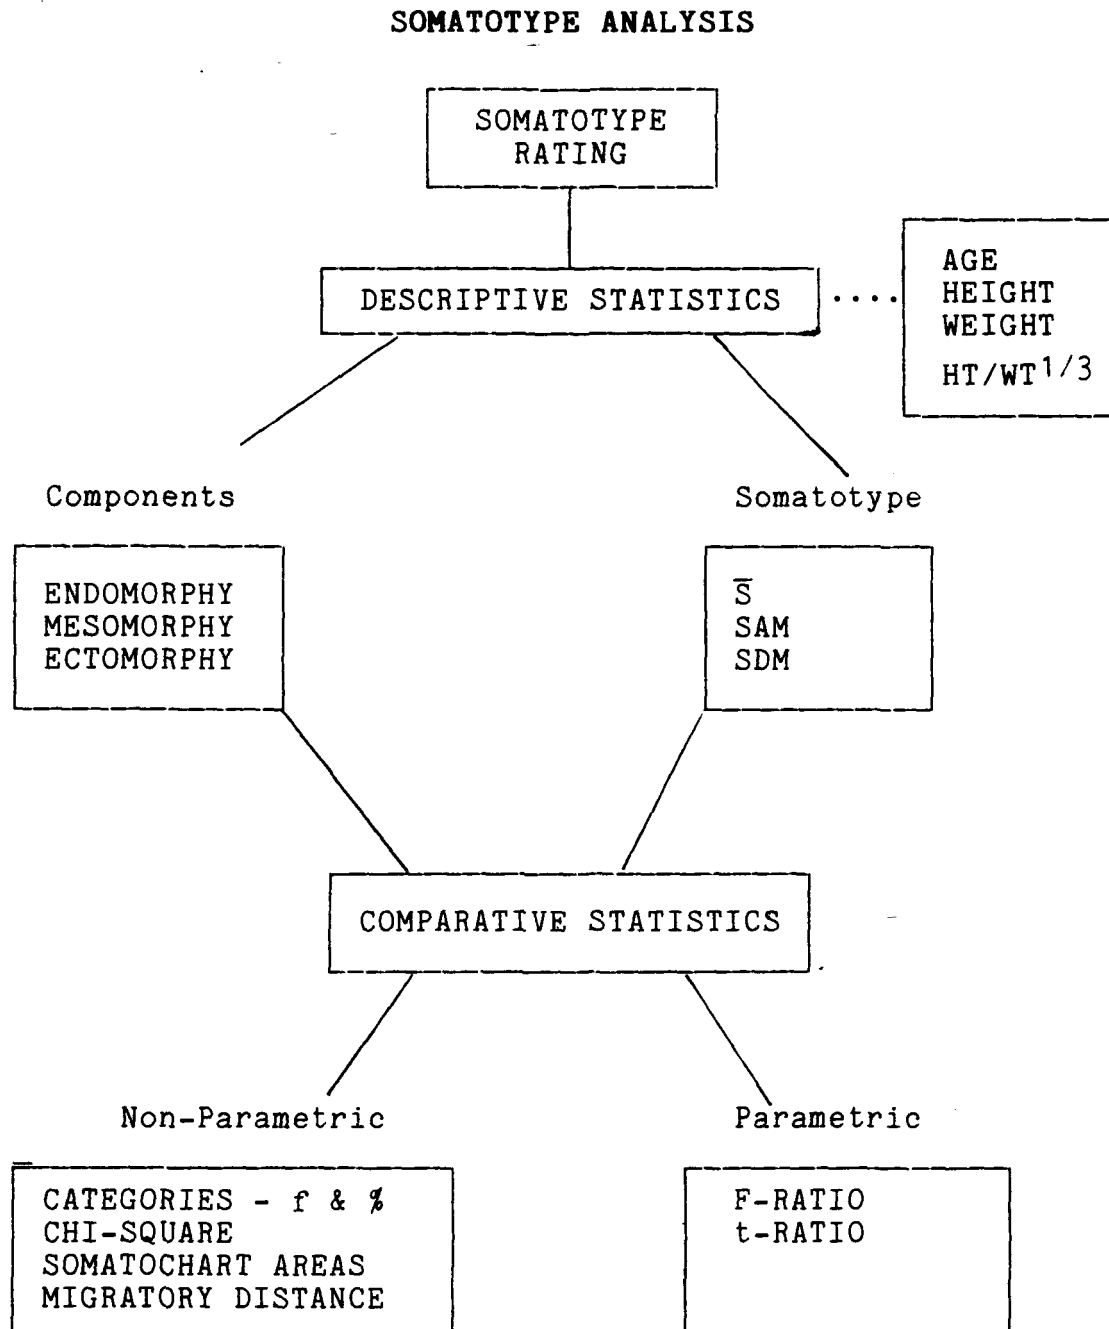 SOMATOTYPE ANALYSIS
SOMATOTYPE
RATING
DESCRIPTIVE STATISTICS ....
AGE
HEIGHT
WEIGHT
HT/WT1/3
Components
Somatotype
ENDOMORPHY
MESOMORPHY
ECTOMORPHY
S̅
SAM
SDM
COMPARATIVE STATISTICS
Non-Parametric
Parametric
CATEGORIES - f & %
CHI-SQUARE
SOMATOCHART AREAS
MIGRATORY DISTANCE
F-RATIO
t-RATIO